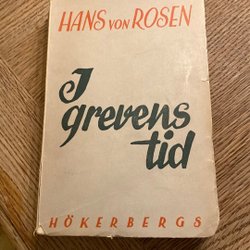 HANS VON ROSEN
I
grevens
tid
HÖKERBERGS